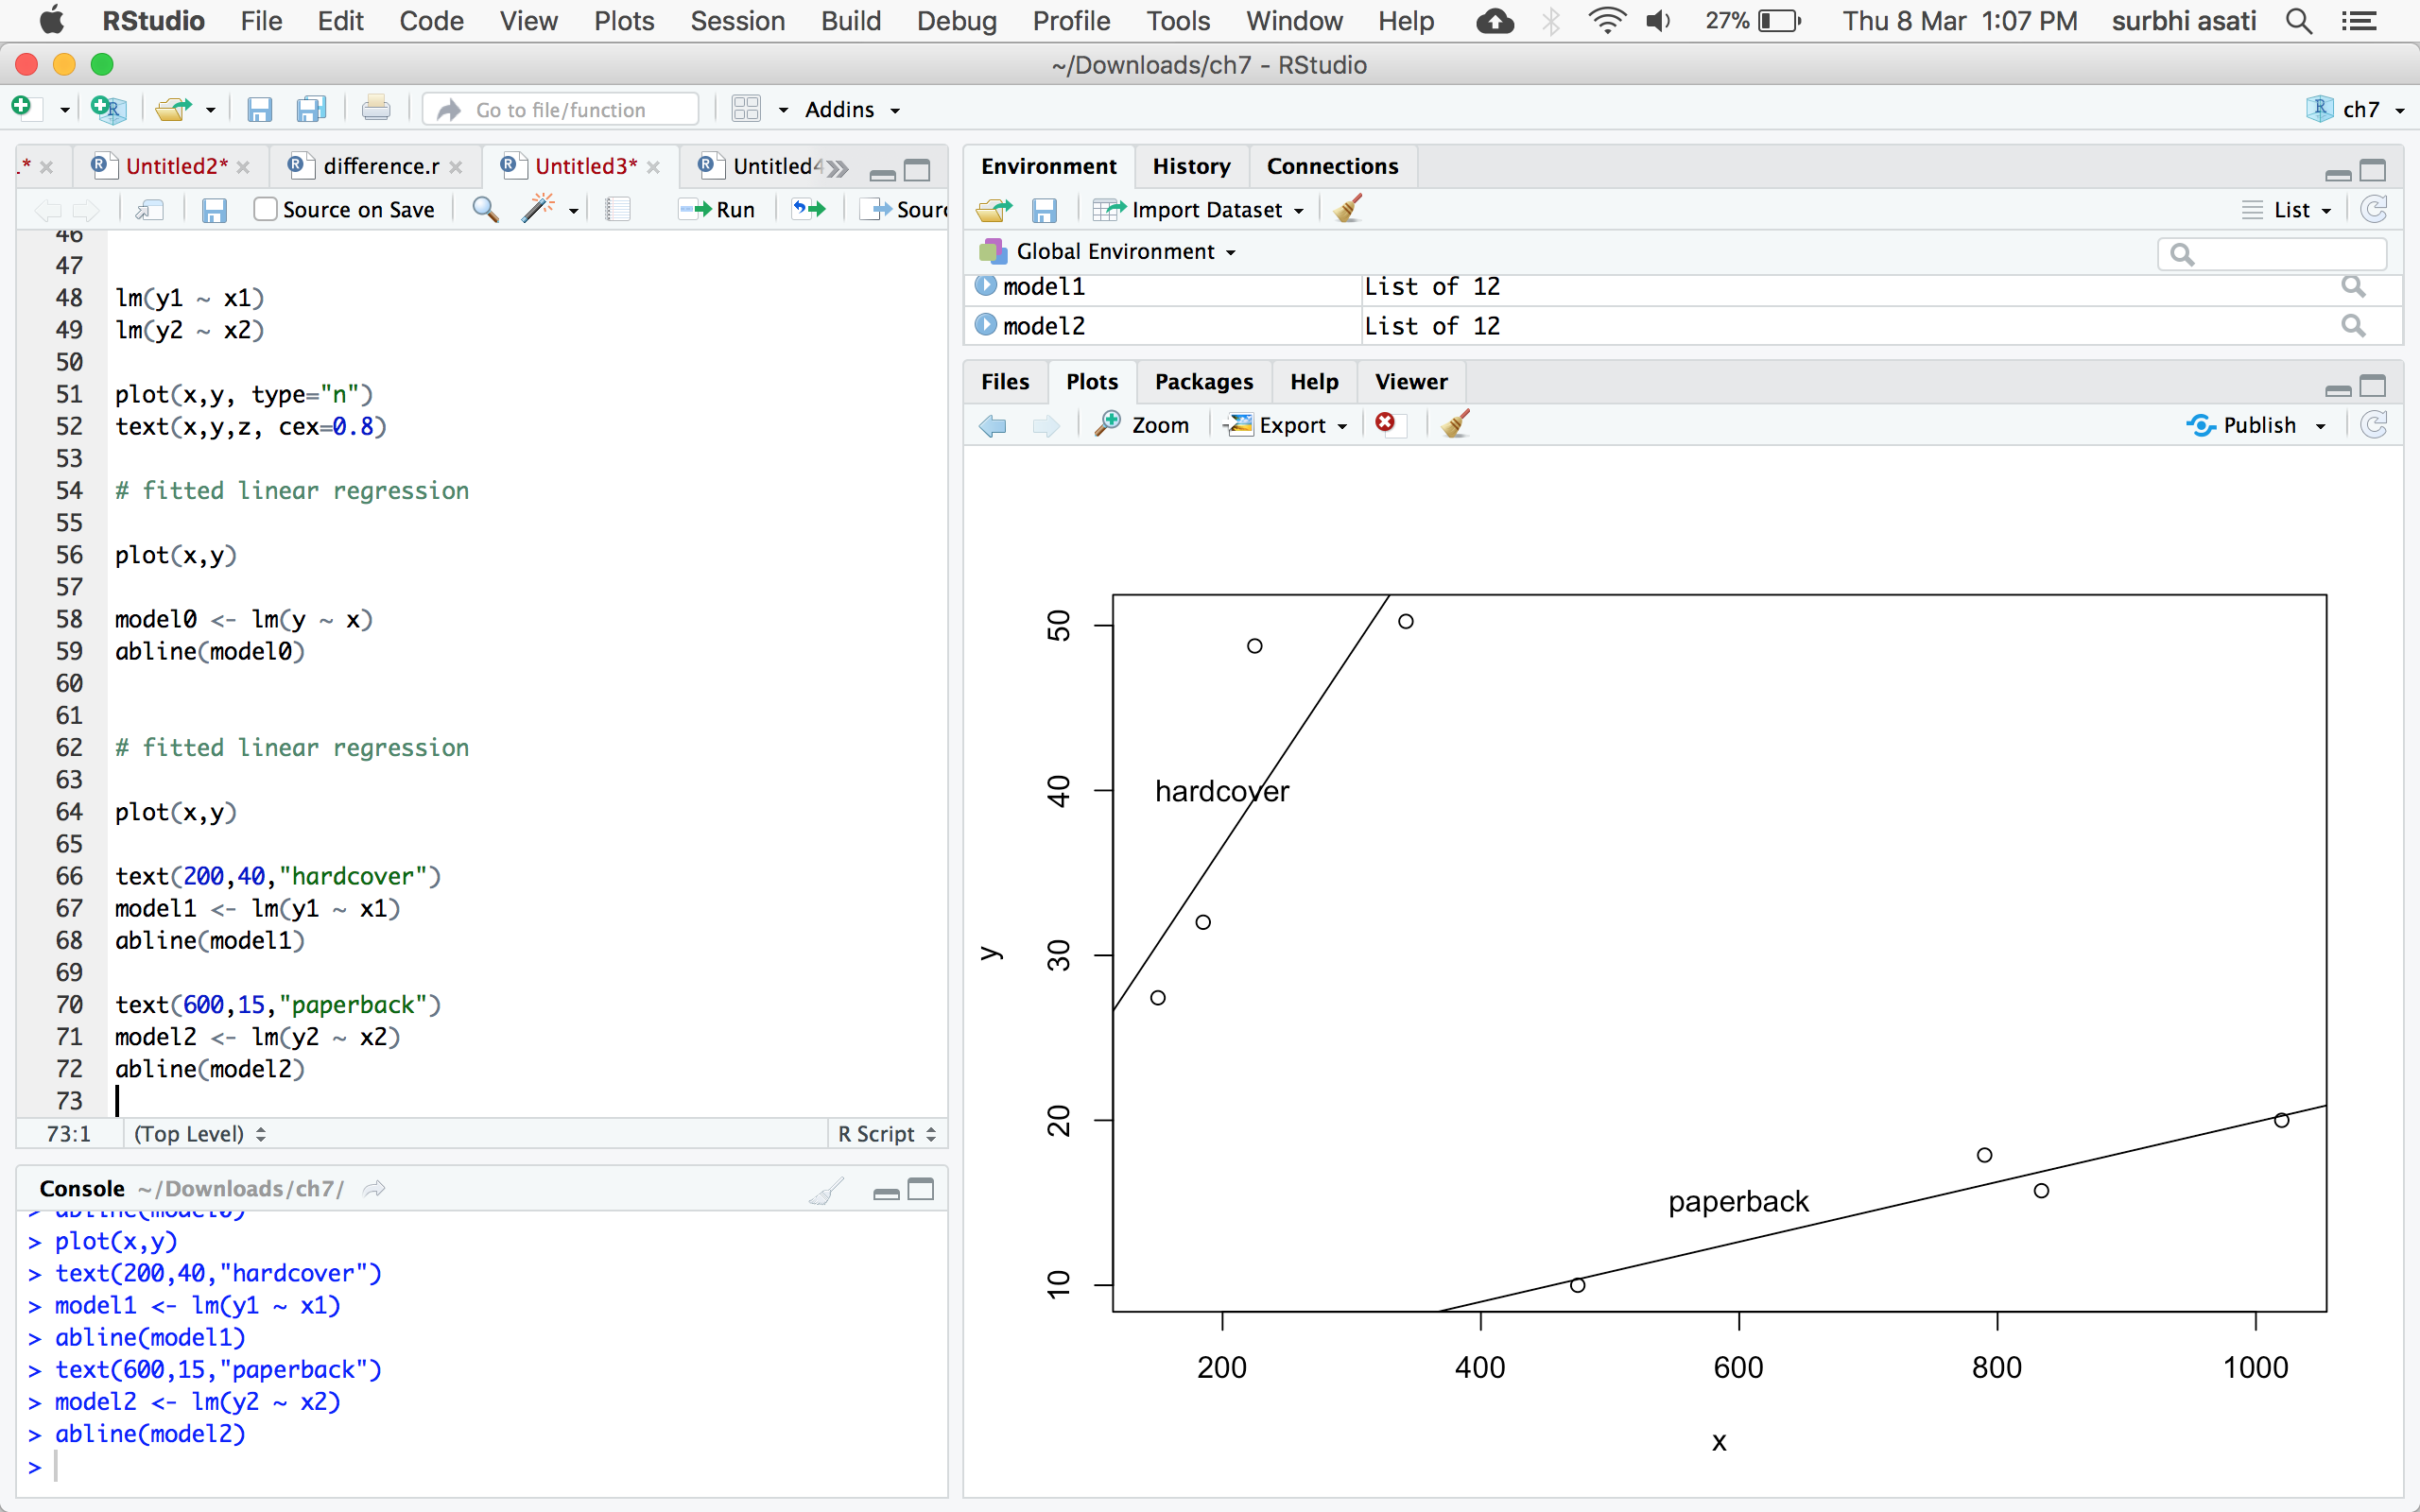 RStudio File Edit Code View Plots Session Build Debug Profile Tools Window Help 27% Thu 8 Mar 1:07 PM surbhi asati
~/Downloads/ch7 - RStudio
Go to file/function Addins ch7
* Untitled2* difference.r Untitled3* Untitled4
Source on Save Run Sourc
46
47
48 lm(y1 ~ x1)
49 lm(y2 ~ x2)
50
51 plot(x,y, type="n")
52 text(x,y,z, cex=0.8)
53
54 # fitted linear regression
55
56 plot(x,y)
57
58 model0 <- lm(y ~ x)
59 abline(model0)
60
61
62 # fitted linear regression
63
64 plot(x,y)
65
66 text(200,40,"hardcover")
67 model1 <- lm(y1 ~ x1)
68 abline(model1)
69
70 text(600,15,"paperback")
71 model2 <- lm(y2 ~ x2)
72 abline(model2)
73
73:1 (Top Level) R Script
Console ~/Downloads/ch7/
> abline(model0)
> plot(x,y)
> text(200,40,"hardcover")
> model1 <- lm(y1 ~ x1)
> abline(model1)
> text(600,15,"paperback")
> model2 <- lm(y2 ~ x2)
> abline(model2)
>
Environment History Connections
Import Dataset List
Global Environment
model1 List of 12
model2 List of 12
Files Plots Packages Help Viewer
Zoom Export Publish
50
40
30
20
10
y
hardcover
paperback
200 400 600 800 1000
x